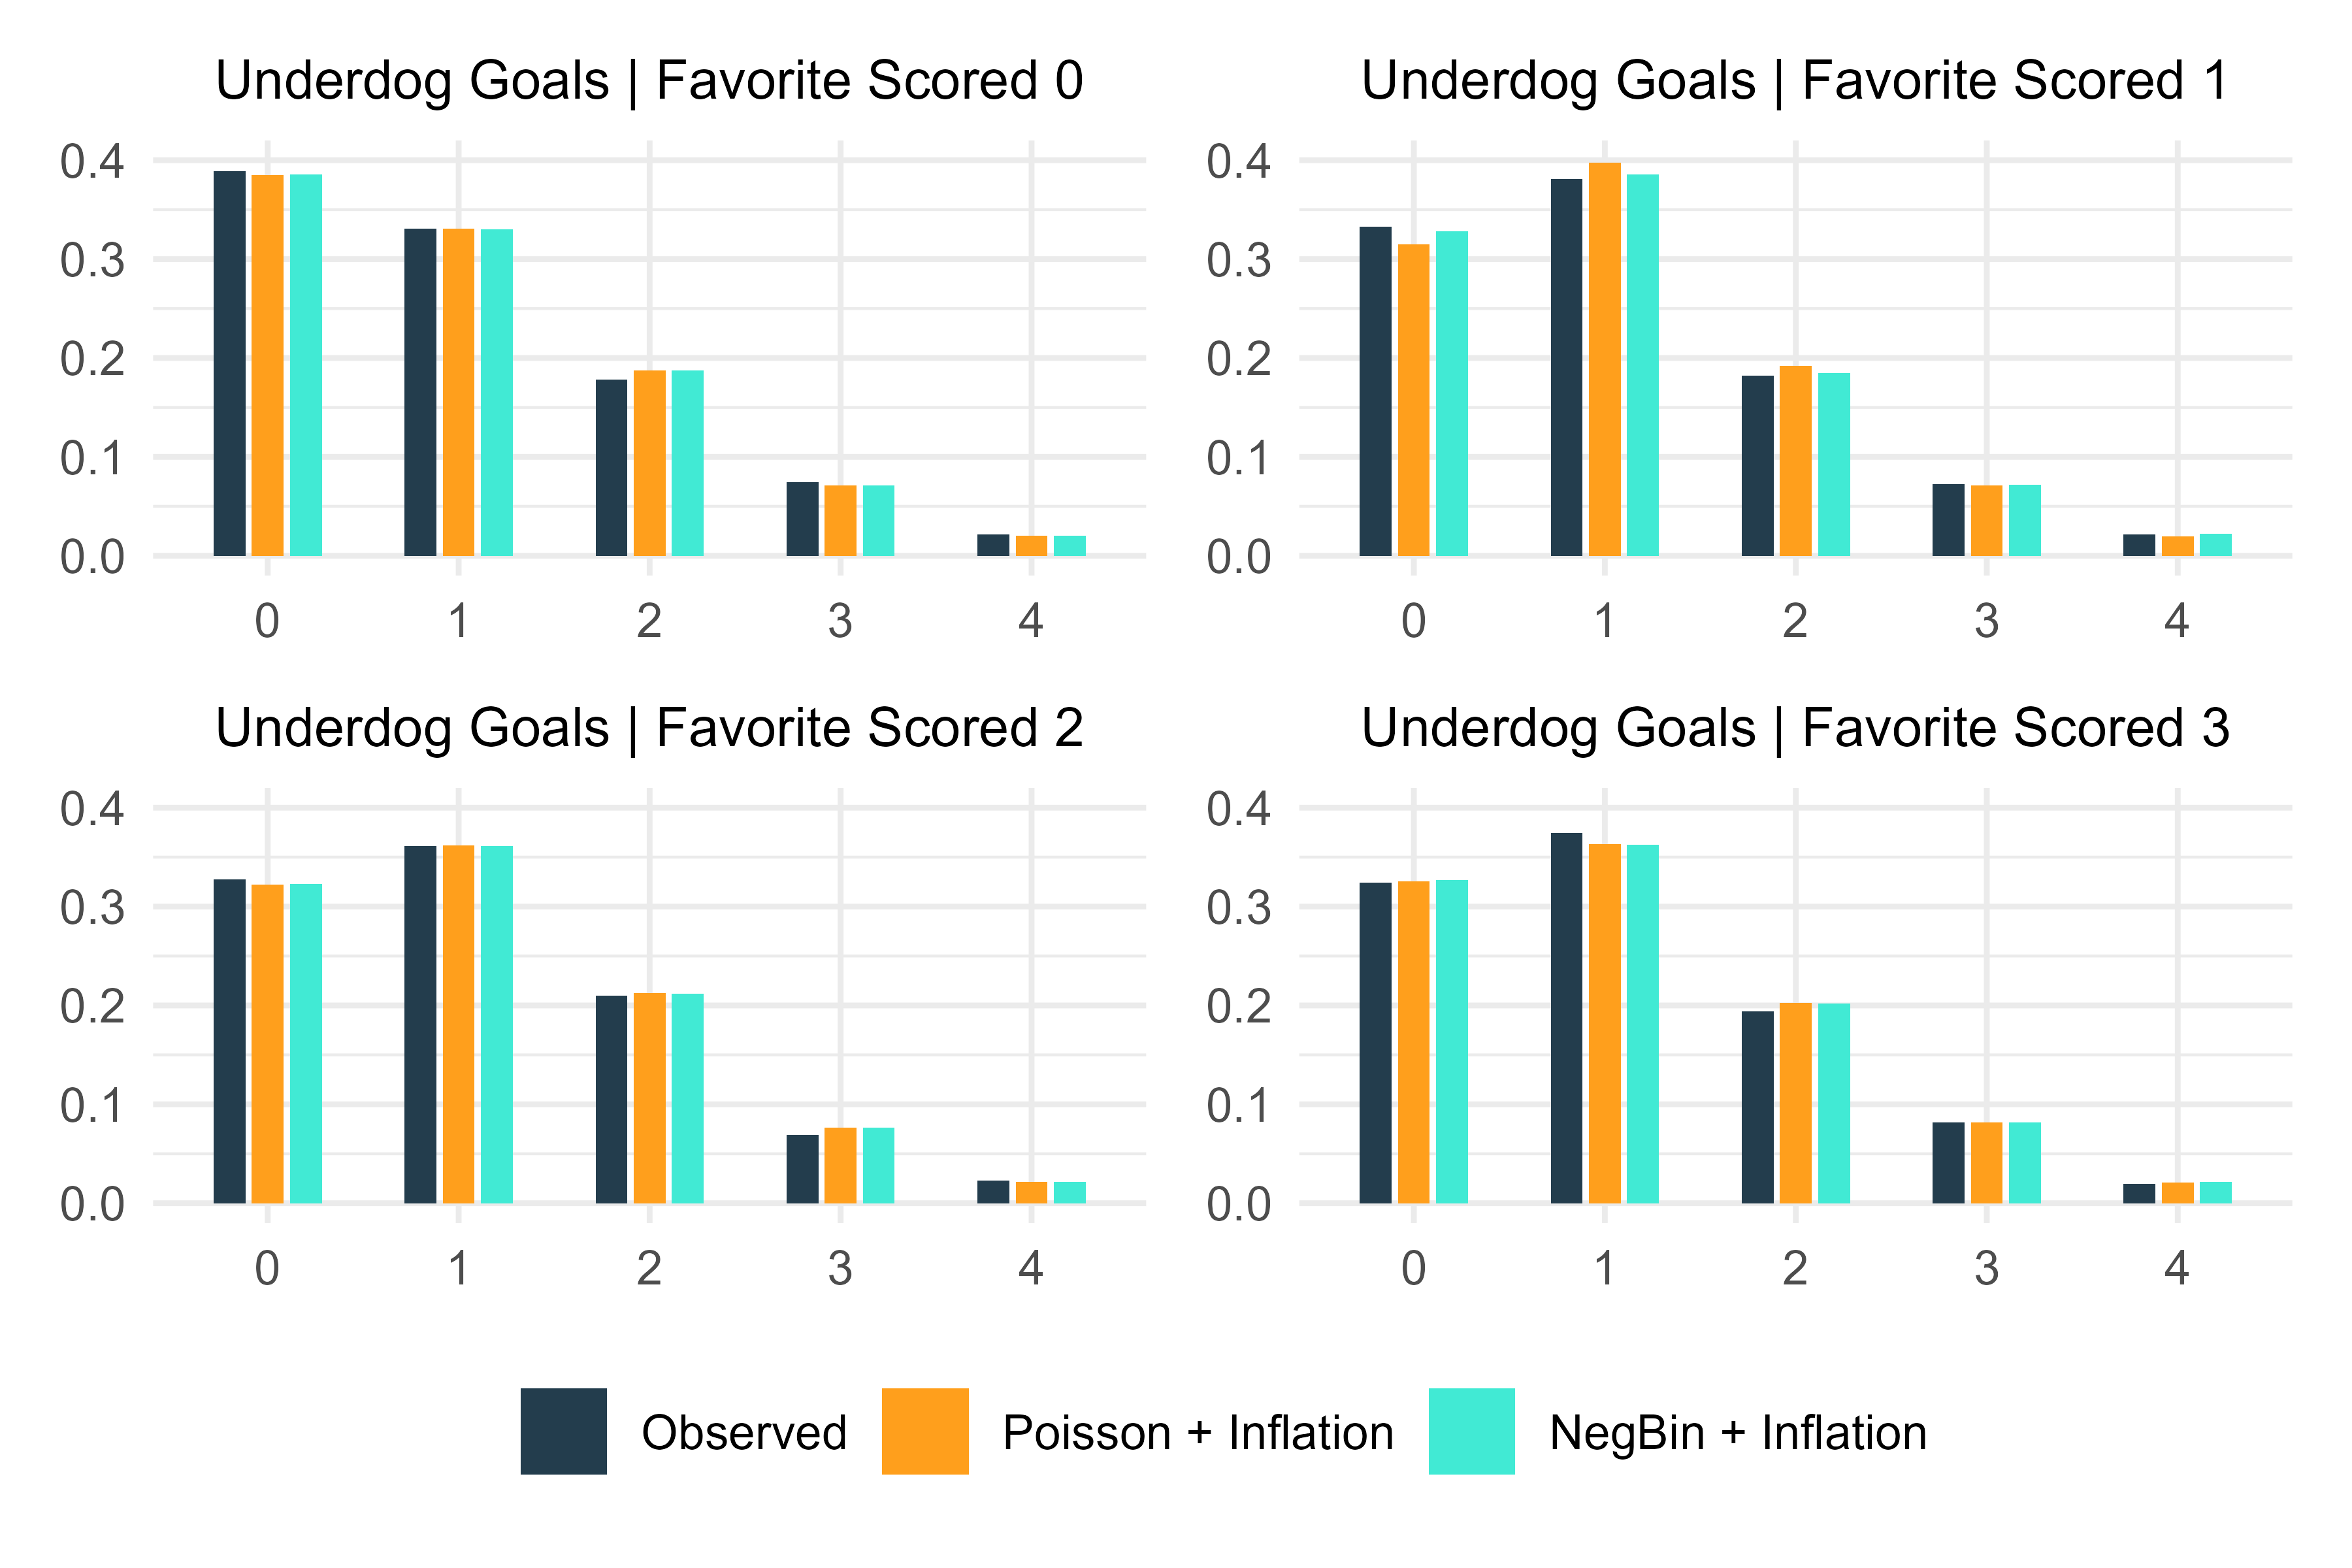 Underdog Goals | Favorite Scored 0
0.4
0.3
0.2
0.1
0.0
0 1 2 3 4
Underdog Goals | Favorite Scored 1
0.4
0.3
0.2
0.1
0.0
0 1 2 3 4
Underdog Goals | Favorite Scored 2
0.4
0.3
0.2
0.1
0.0
0 1 2 3 4
Underdog Goals | Favorite Scored 3
0.4
0.3
0.2
0.1
0.0
0 1 2 3 4
Observed Poisson + Inflation NegBin + Inflation